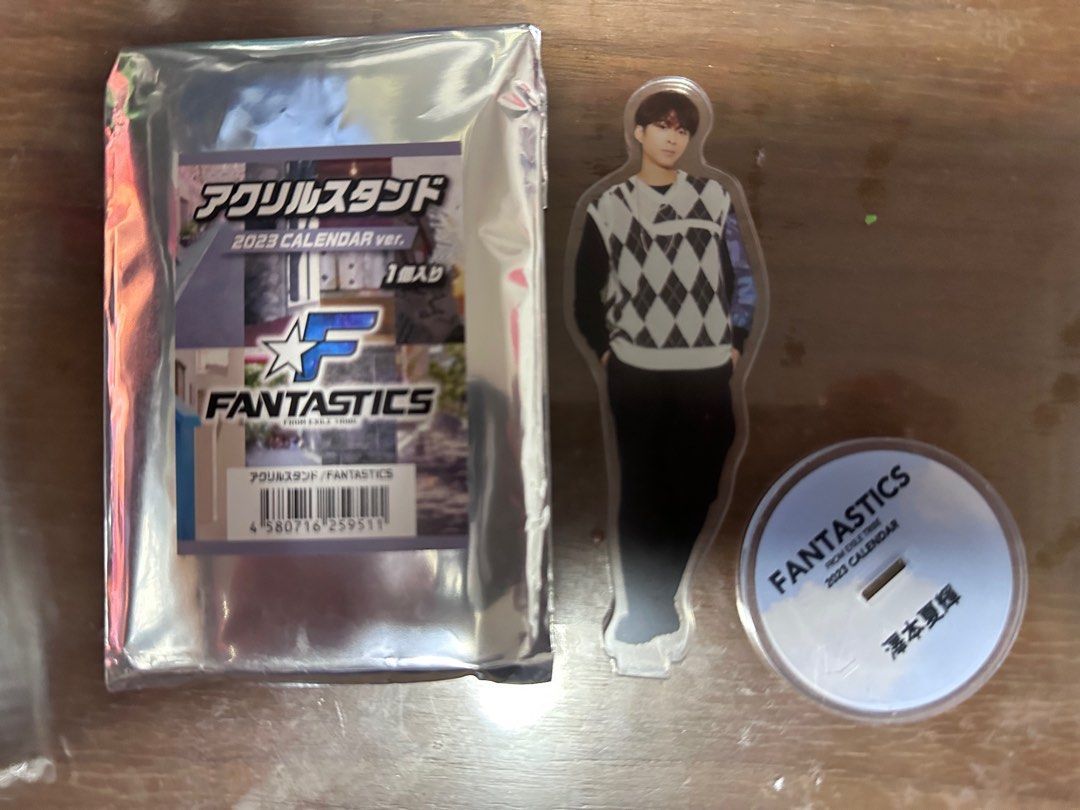 アクリルスタンド
2023 CALENDAR ver.
1個入り
F
FANTASTICS
FROM EXILE TRIBE
アクリルスタンド/FANTASTICS
4 580716 259511
FANTASTICS
FROM EXILE TRIBE
2023 CALENDAR
澤本夏輝